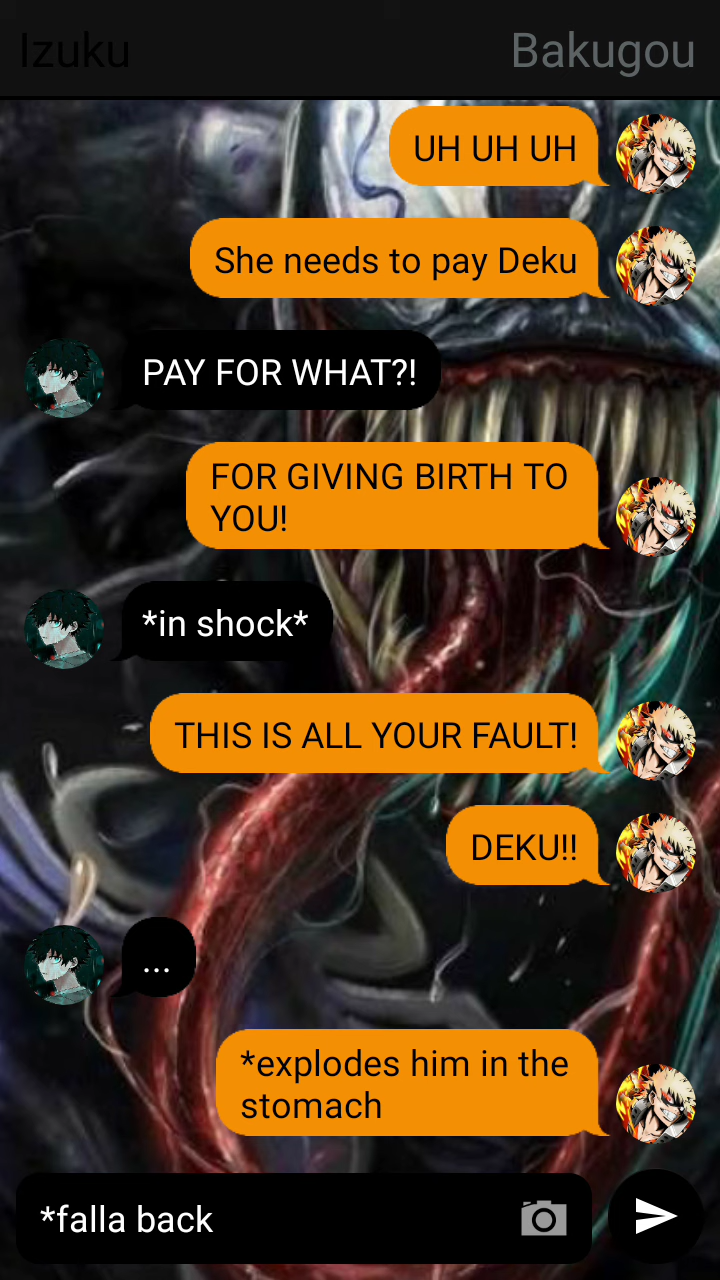 Izuku
Bakugou
UH UH UH
She needs to pay Deku
PAY FOR WHAT?!
FOR GIVING BIRTH TO
YOU!
*in shock*
THIS IS ALL YOUR FAULT!
DEKU!!
...
*explodes him in the
stomach
*falla back